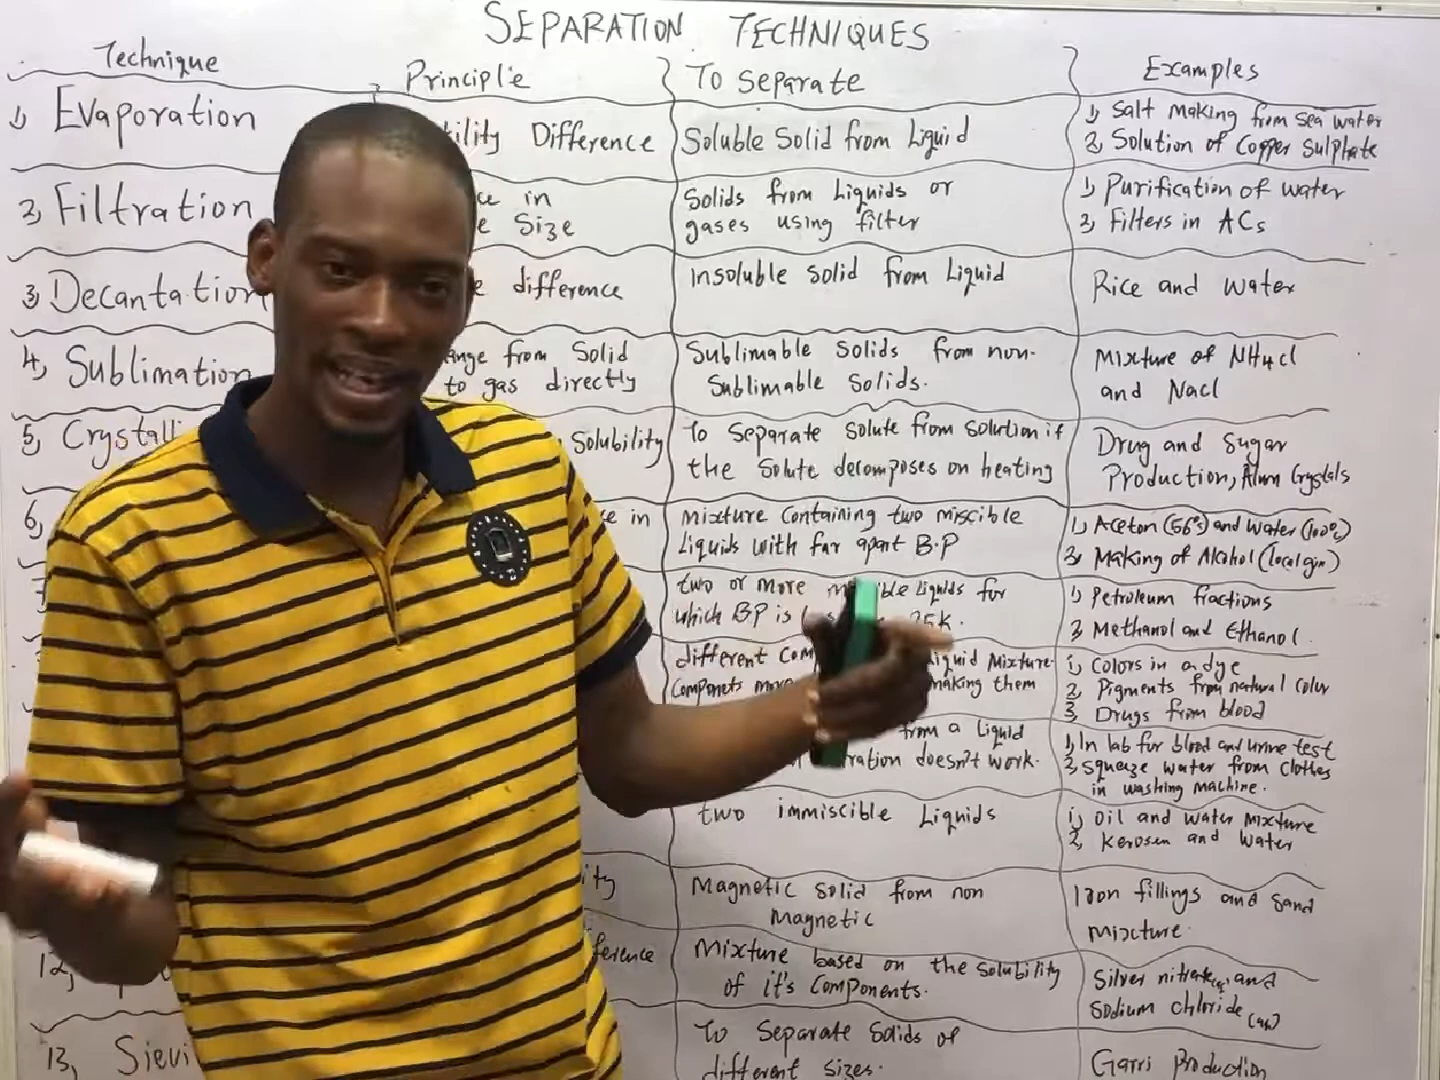 SEPARATION TECHNIQUES
Technique
Principle
To Separate
Examples
1, Evaporation
Difference
Soluble Solid from Liquid
1, Salt Making from Sea water
2, Solution of Copper Sulphate
2, Filtration
in
Size
Solids from Liquids or
gases using filter
1, Purification of water
2, Filters in ACs
3, Decantation
difference
Insoluble Solid from Liquid
Rice and Water
4, Sublimation
from Solid
to gas directly
Sublimable Solids from non-
Sublimable Solids.
Mixture of NH4Cl
and Nacl
5,
Solubility
To Separate Solute from Solution if
the Solute decomposes on heating
Drug and Sugar
Production, Alum Crystals
6,
in
Mixture Containing two miscible
Liquids with far apart B.P
1, Aceton (56°c) and Water (100°c)
2, Making of Alcohol (local gin)
two or more Liquids for
which BP is 25K.
1, Petroleum fractions
2, Methanol and Ethanol
different Liquid Mixture
making them
1, Colors in a dye
2, Pigments from natural color
3, Drugs from blood
from a Liquid
doesn't work.
1, In lab for blood and urine test
2, Squeeze water from Clothes
in washing machine.
two immiscible Liquids
1, Oil and Water Mixture
2, Kerosen and Water
Magnetic Solid from non
Magnetic
Iron fillings and Sand
Mixture.
12,
Mixture based on the Solubility
of it's Components.
Silver nitrate and
Sodium Chloride
13,
To Separate Solids of
different Sizes.
Garri Production